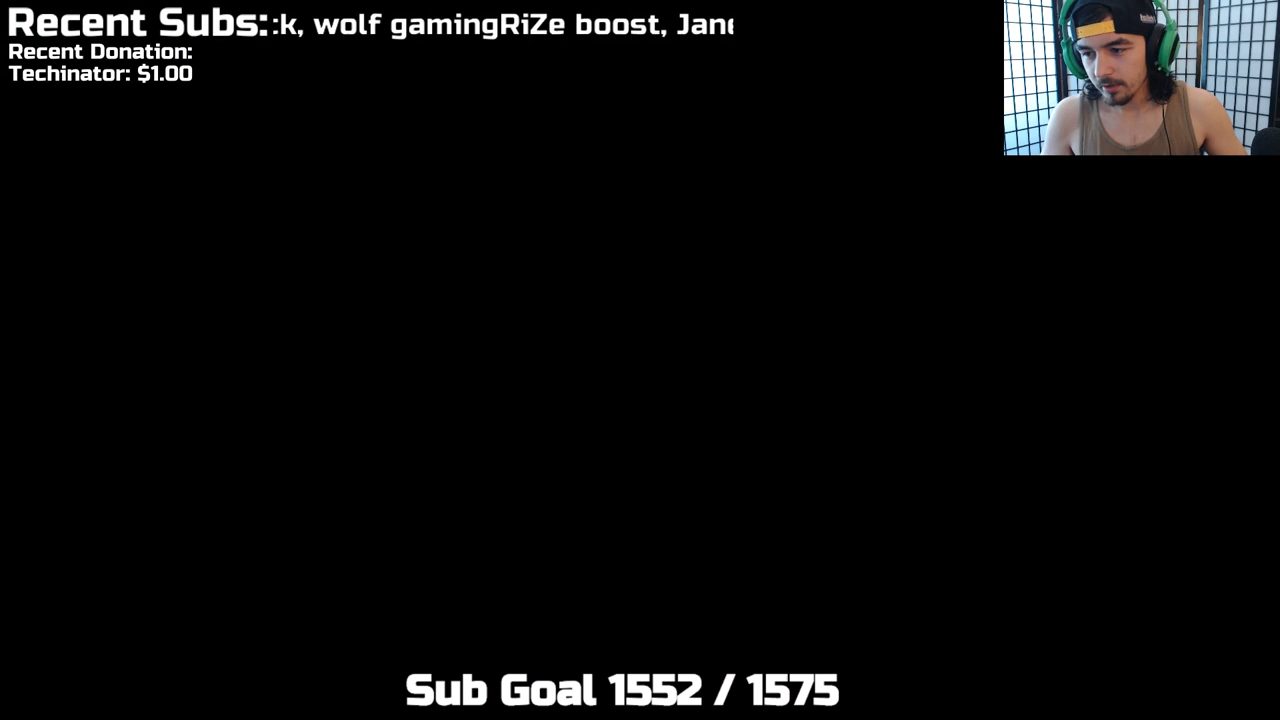 Recent Subs: wolf gamingRiZe boost,
Recent Donation:
Techinator: $1.00
Sub Goal 1552 / 1575